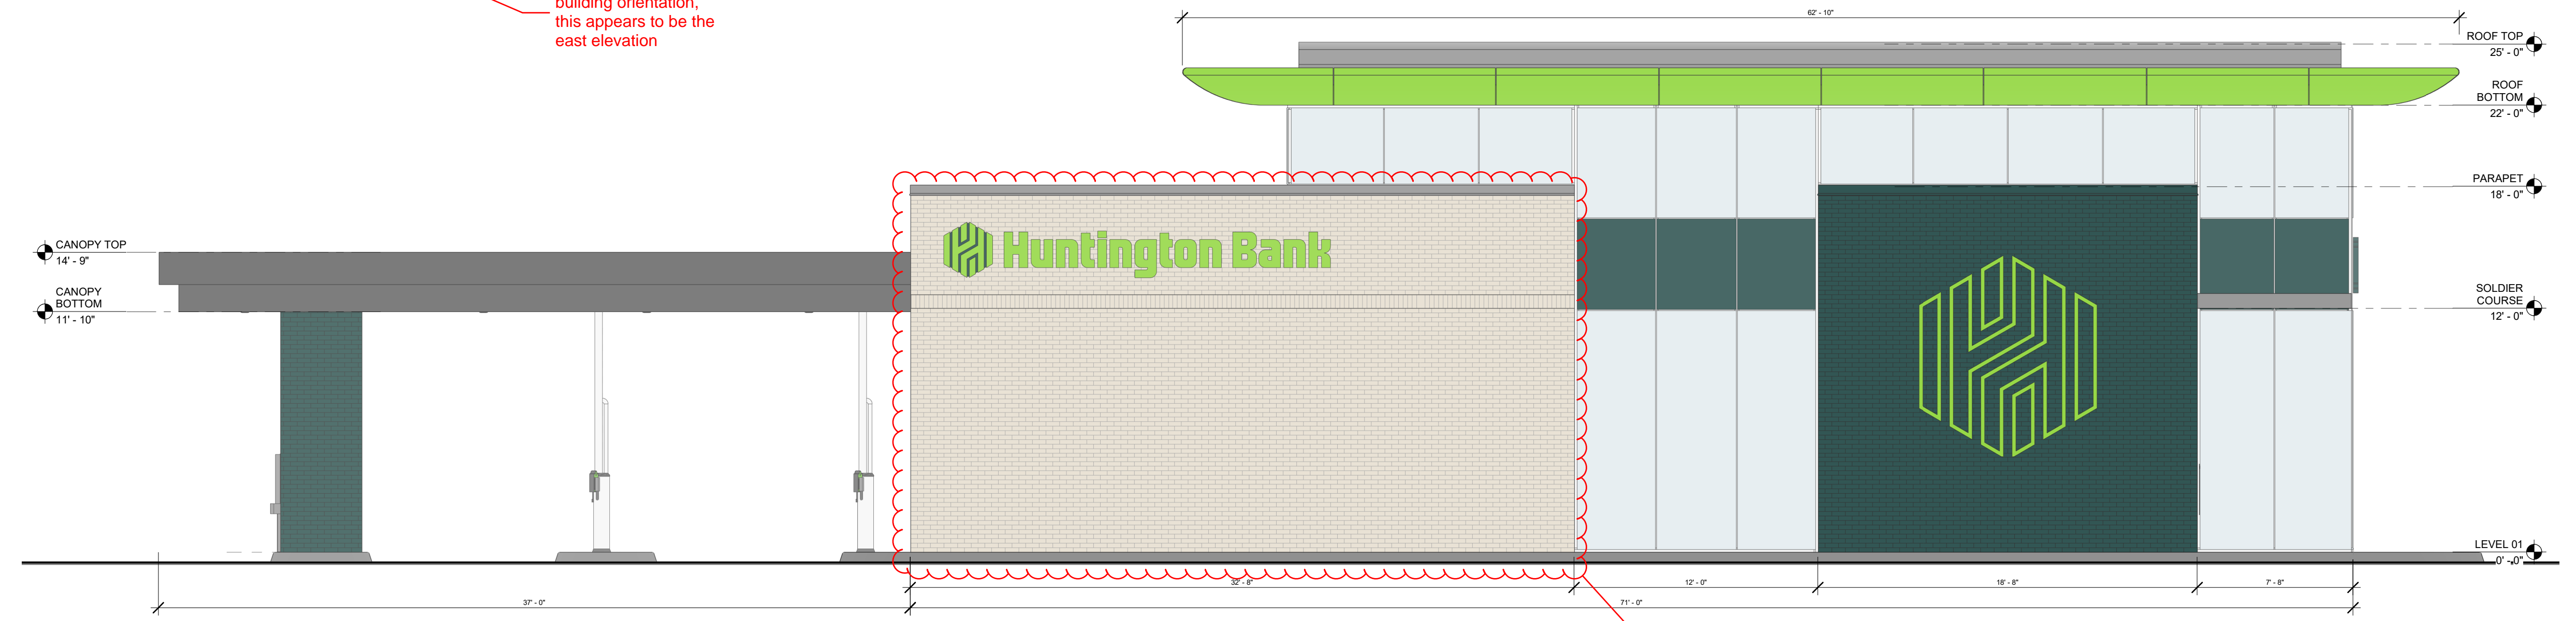 building orientation,
this appears to be the
east elevation
62' - 10"
ROOF TOP
25' - 0"
ROOF
BOTTOM
22' - 0"
PARAPET
18' - 0"
CANOPY TOP
14' - 9"
CANOPY
BOTTOM
11' - 10"
Huntington Bank
SOLDIER
COURSE
12' - 0"
LEVEL 01
0' - 0"
32' - 8"
12' - 0"
18' - 8"
7' - 8"
37' - 0"
71' - 0"